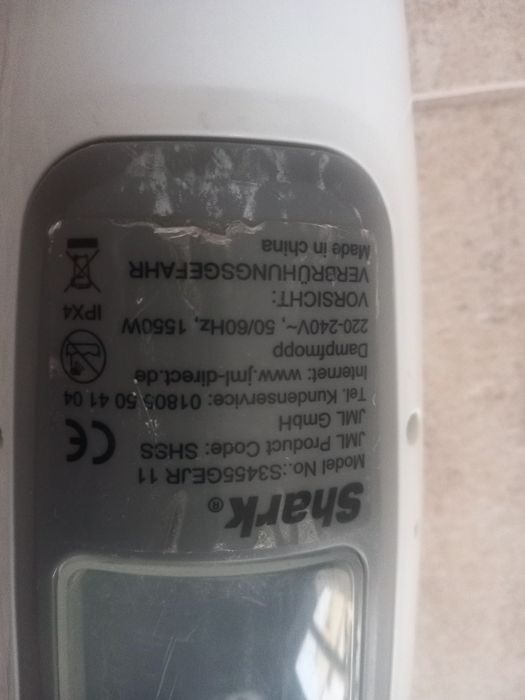 Shark®
Model No.:S3455GEJR 11
JML Product Code: SHSS
JML GmbH
Tel. Kundenservice: 01805 50 41 04
Internet: www.jml-direct.de
Dampfmopp
220-240V~, 50/60Hz, 1550W
VORSICHT:
VERBRÜHUNGSGEFAHR
Made in china
CE
IPX4